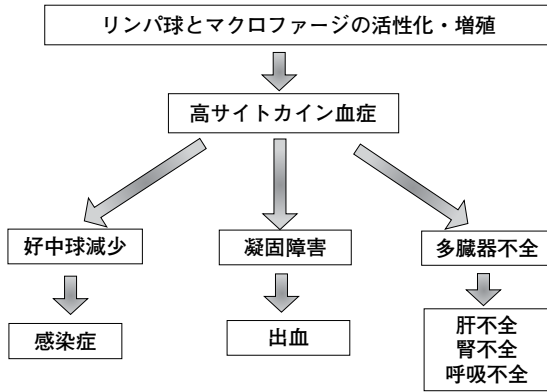 リンパ球とマクロファージの活性化・増殖
高サイトカイン血症
好中球減少
凝固障害
多臓器不全
感染症
出血
肝不全
腎不全
呼吸不全